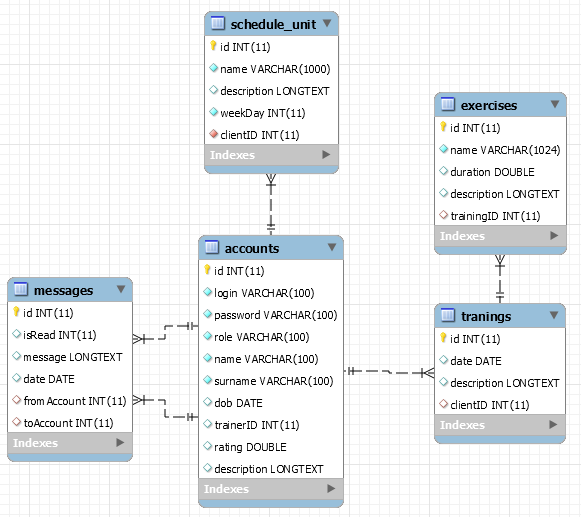 schedule_unit
id INT(11)
name VARCHAR(1000)
description LONGTEXT
weekDay INT(11)
clientID INT(11)
Indexes
exercises
id INT(11)
name VARCHAR(1024)
duration DOUBLE
description LONGTEXT
trainingID INT(11)
Indexes
accounts
id INT(11)
login VARCHAR(100)
password VARCHAR(100)
role VARCHAR(100)
name VARCHAR(100)
surname VARCHAR(100)
dob DATE
trainerID INT(11)
rating DOUBLE
description LONGTEXT
Indexes
messages
id INT(11)
isRead INT(11)
message LONGTEXT
date DATE
fromAccount INT(11)
toAccount INT(11)
Indexes
tranings
id INT(11)
date DATE
description LONGTEXT
clientID INT(11)
Indexes